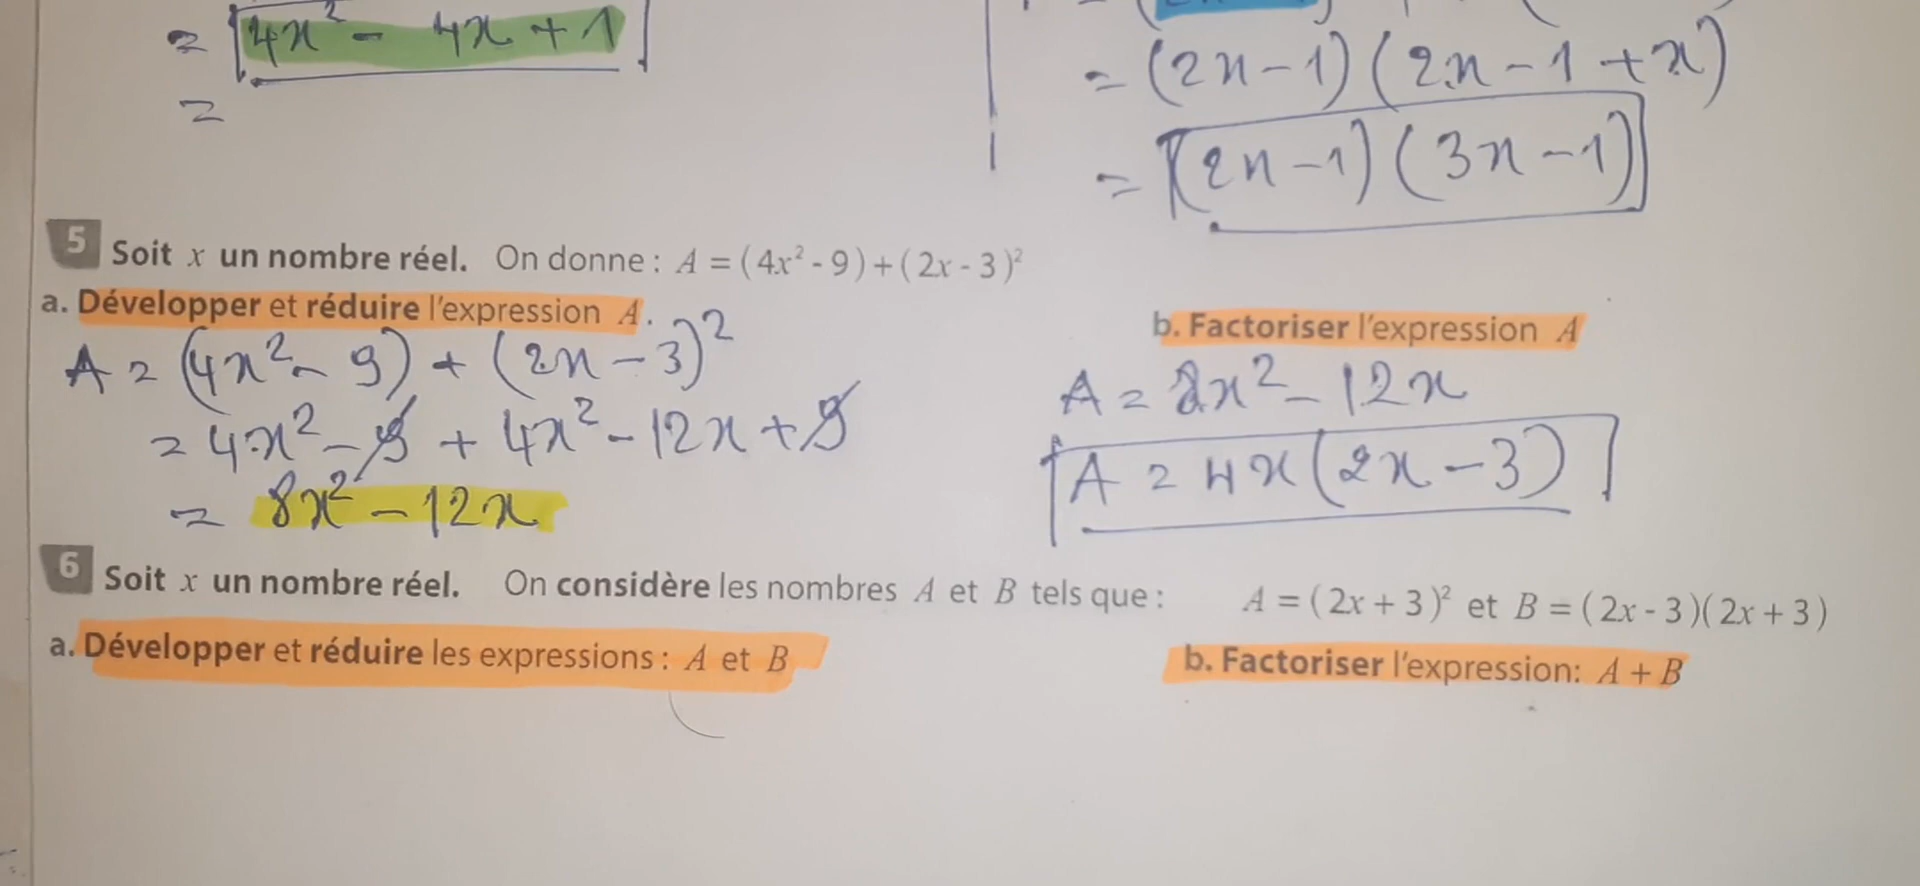 = 4x² - 4x + 1
=
= (2x-1)(2x-1+x)
= (2x-1)(3x-1)
5 Soit x un nombre réel. On donne : A = (4x² - 9) + (2x - 3)²
a. Développer et réduire l'expression A.
A = (4x² - 9) + (2x - 3)²
= 4x² - 9 + 4x² - 12x + 9
= 8x² - 12x
b. Factoriser l'expression A
A = 8x² - 12x
A = 4x(2x - 3)
6 Soit x un nombre réel. On considère les nombres A et B tels que : A = (2x + 3)² et B = (2x - 3)(2x + 3)
a. Développer et réduire les expressions : A et B
b. Factoriser l'expression: A + B